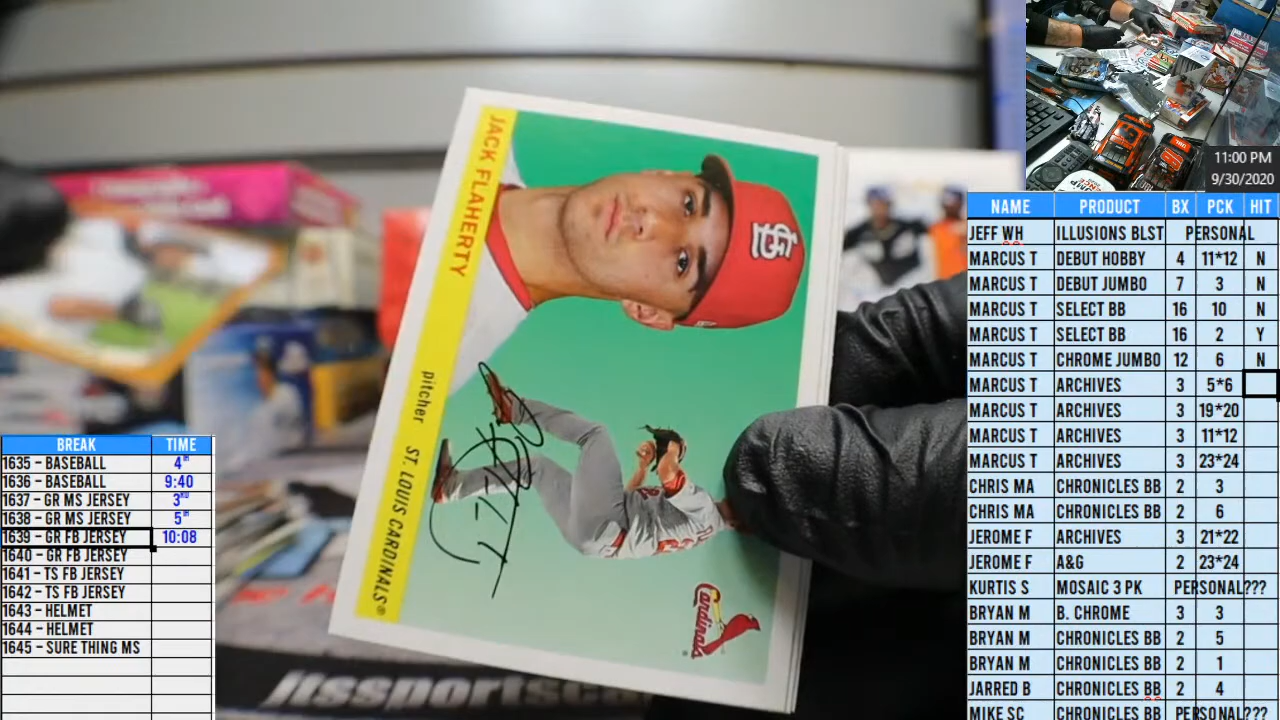 JACK FLAHERTY
pitcher ST. LOUIS CARDINALS®
Cardinals
itssportsca
11:00 PM
9/30/2020
NAME PRODUCT BX PCK HIT
JEFF WH ILLUSIONS BLST PERSONAL
MARCUS T DEBUT HOBBY 4 11*12 N
MARCUS T DEBUT JUMBO 7 3 N
MARCUS T SELECT BB 16 10 N
MARCUS T SELECT BB 16 2 Y
MARCUS T CHROME JUMBO 12 6 N
MARCUS T ARCHIVES 3 5*6
MARCUS T ARCHIVES 3 19*20
MARCUS T ARCHIVES 3 11*12
MARCUS T ARCHIVES 3 23*24
CHRIS MA CHRONICLES BB 2 3
CHRIS MA CHRONICLES BB 2 6
JEROME F ARCHIVES 3 21*22
JEROME F A&G 2 23*24
KURTIS S MOSAIC 3 PK PERSONAL???
BRYAN M B. CHROME 3 3
BRYAN M CHRONICLES BB 2 5
BRYAN M CHRONICLES BB 2 1
JARRED B CHRONICLES BB 2 4
MIKE SC CHRONICLES BB PERSONAL???
BREAK TIME
1635 – BASEBALL 4TH
1636 – BASEBALL 9:40
1637 – GR MS JERSEY 3RD
1638 – GR MS JERSEY 5TH
1639 – GR FB JERSEY 10:08
1640 – GR FB JERSEY
1641 – TS FB JERSEY
1642 – TS FB JERSEY
1643 – HELMET
1644 – HELMET
1645 – SURE THING MS